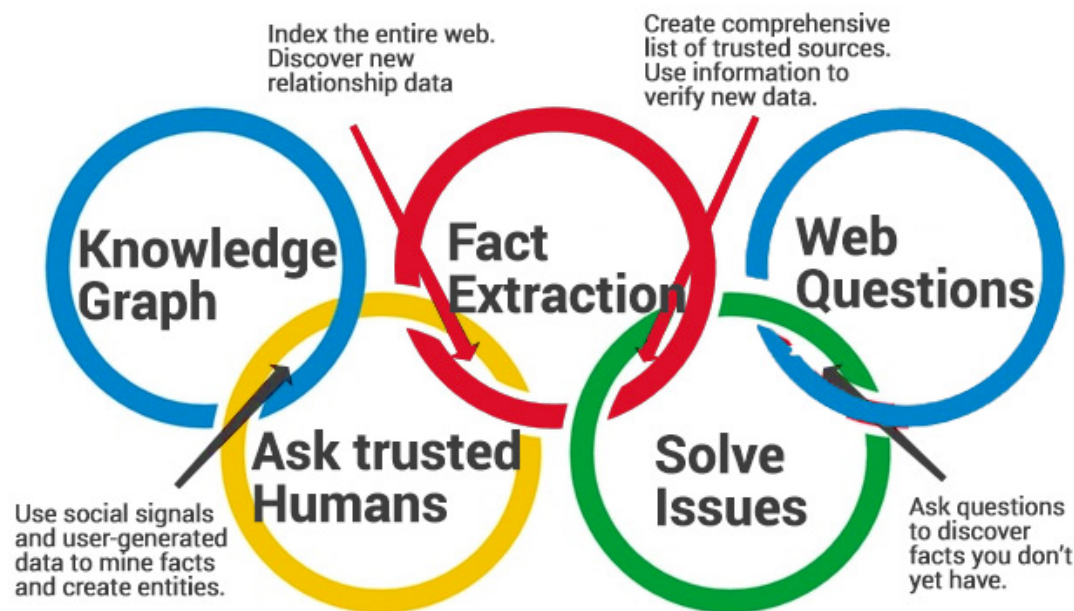 Index the entire web.
Discover new
relationship data
Create comprehensive
list of trusted sources.
Use information to
verify new data.
Knowledge
Graph
Fact
Extraction
Web
Questions
Ask trusted
Humans
Solve
Issues
Use social signals
and user-generated
data to mine facts
and create entities.
Ask questions
to discover
facts you don't
yet have.